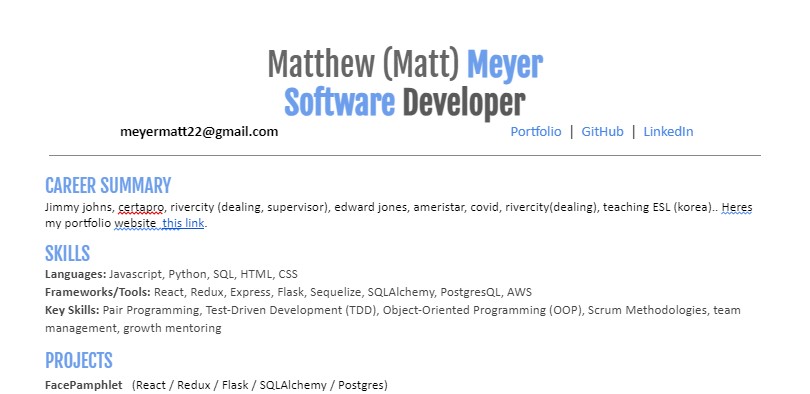 Matthew (Matt) Meyer
Software Developer
meyermatt22@gmail.com Portfolio | GitHub | LinkedIn
CAREER SUMMARY
Jimmy johns, certapro, rivercity (dealing, supervisor), edward jones, ameristar, covid, rivercity(dealing), teaching ESL (korea).. Heres
my portfolio website this link.
SKILLS
Languages: Javascript, Python, SQL, HTML, CSS
Frameworks/Tools: React, Redux, Express, Flask, Sequelize, SQLAlchemy, PostgresQL, AWS
Key Skills: Pair Programming, Test-Driven Development (TDD), Object-Oriented Programming (OOP), Scrum Methodologies, team
management, growth mentoring
PROJECTS
FacePamphlet (React / Redux / Flask / SQLAlchemy / Postgres)